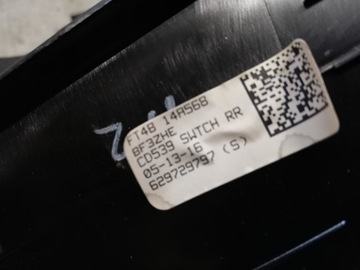 FT4B 14A568
BF3ZHE
CD539 SWTCH RR
05-13-16
629729797 (S)